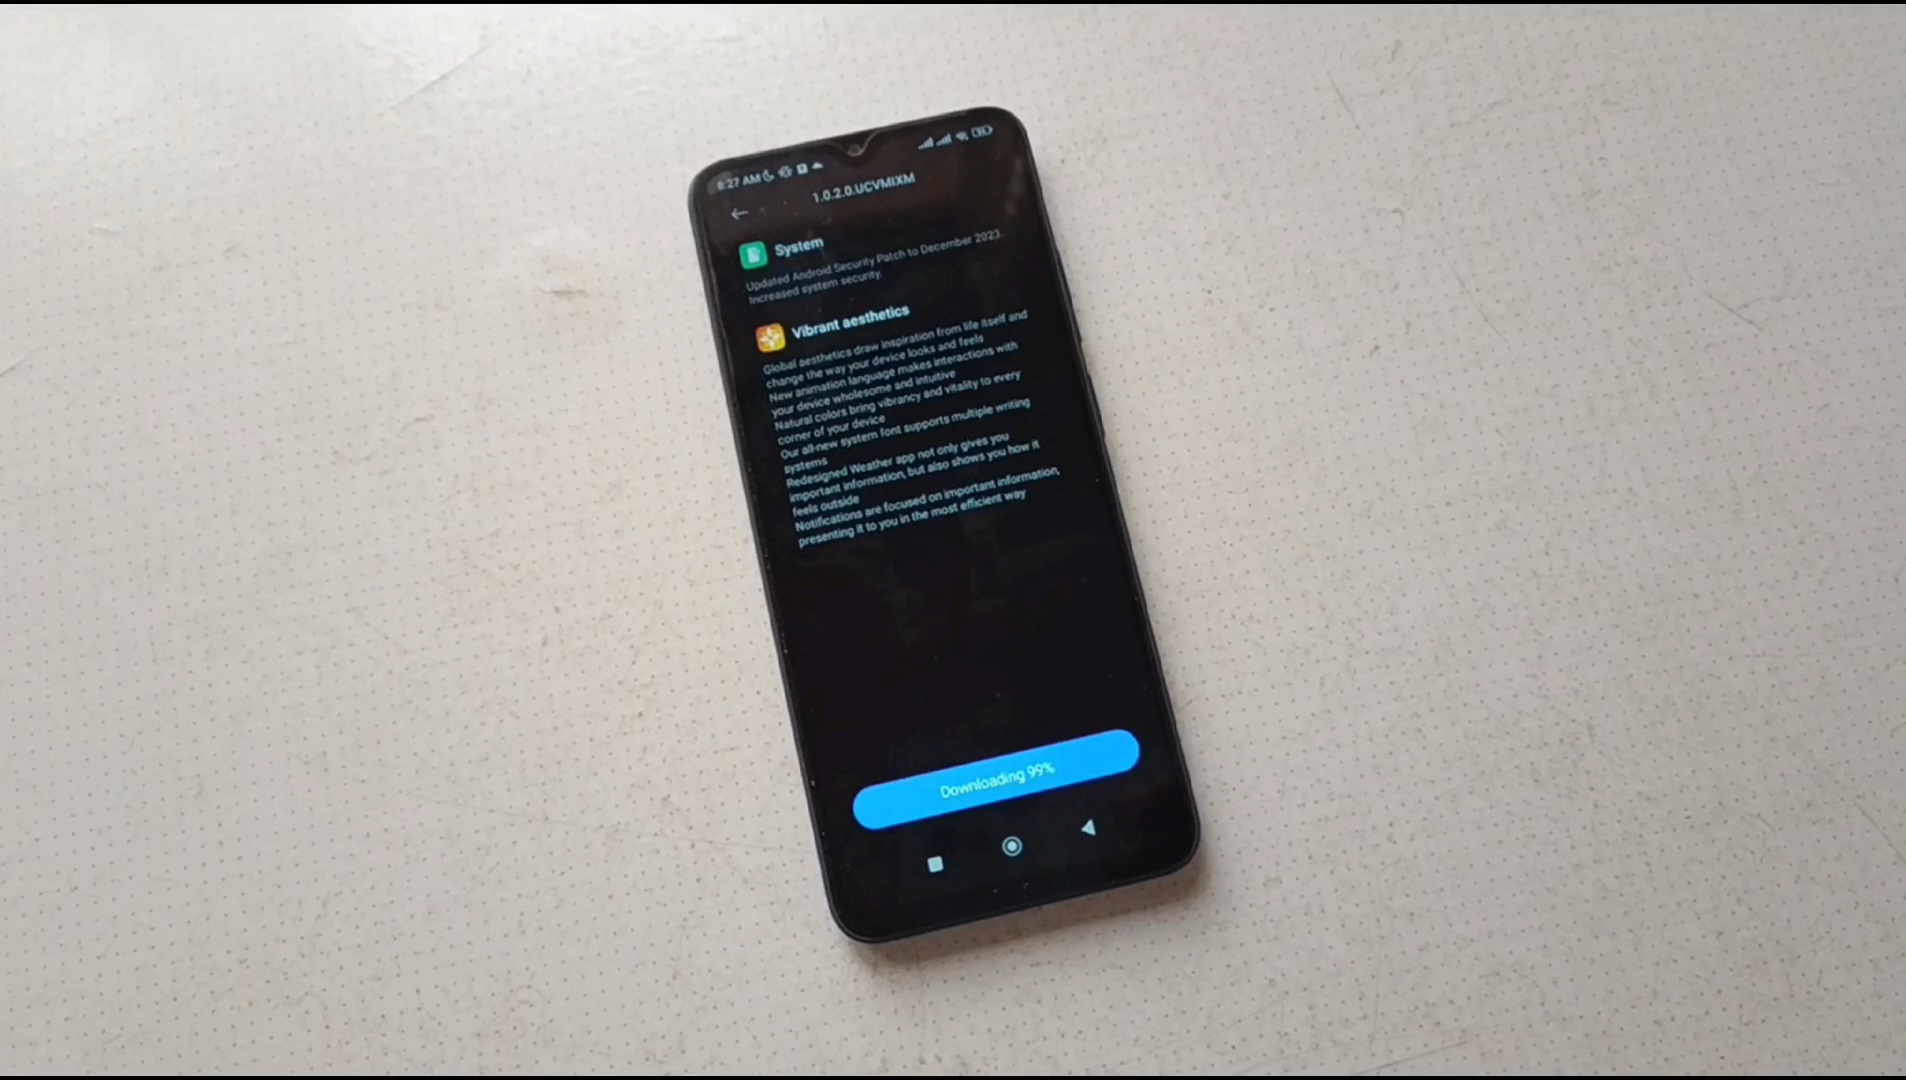 8:27 AM
1.0.2.0.UCVMIXM
System
Updated Android Security Patch to December 2023.
Increased system security.
Vibrant aesthetics
Global aesthetics draw inspiration from life itself and
change the way your device looks and feels
New animation language makes interactions with
your device wholesome and intuitive
Natural colors bring vibrancy and vitality to every
corner of your device
Our all-new system font supports multiple writing
systems
Redesigned Weather app not only gives you
important information, but also shows you how it
feels outside
Notifications are focused on important information,
presenting it to you in the most efficient way
Downloading 99%